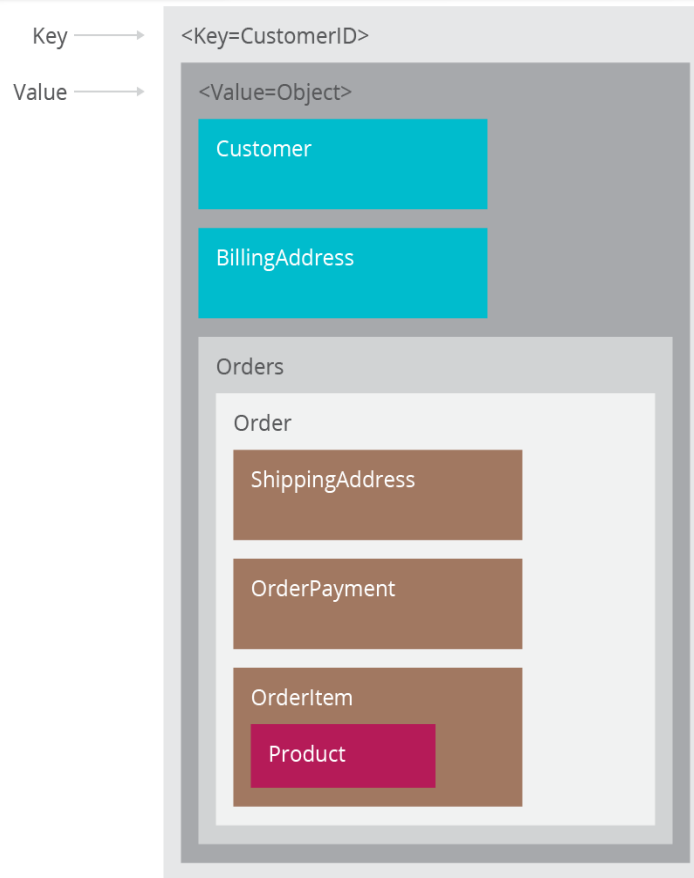 Key
<Key=CustomerID>
Value
<Value=Object>
Customer
BillingAddress
Orders
Order
ShippingAddress
OrderPayment
OrderItem
Product